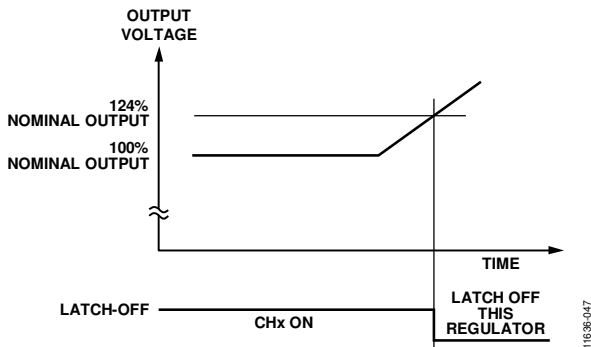 OUTPUT
VOLTAGE
124%
NOMINAL OUTPUT
100%
NOMINAL OUTPUT
TIME
LATCH-OFF
CHx ON
LATCH OFF
THIS
REGULATOR
11636-047